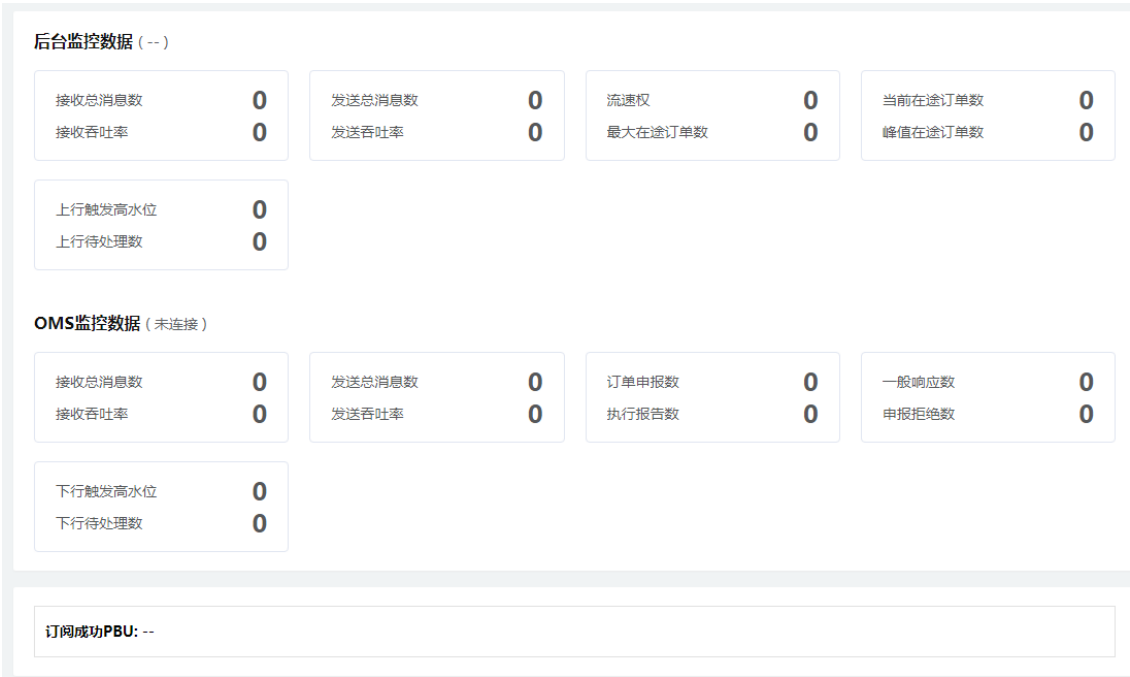 后台监控数据 ( -- )
接收总消息数 0
接收吞吐率 0
发送总消息数 0
发送吞吐率 0
流速权 0
最大在途订单数 0
当前在途订单数 0
峰值在途订单数 0
上行触发高水位 0
上行待处理数 0
OMS监控数据 ( 未连接 )
接收总消息数 0
接收吞吐率 0
发送总消息数 0
发送吞吐率 0
订单申报数 0
执行报告数 0
一般响应数 0
申报拒绝数 0
下行触发高水位 0
下行待处理数 0
订阅成功PBU: --